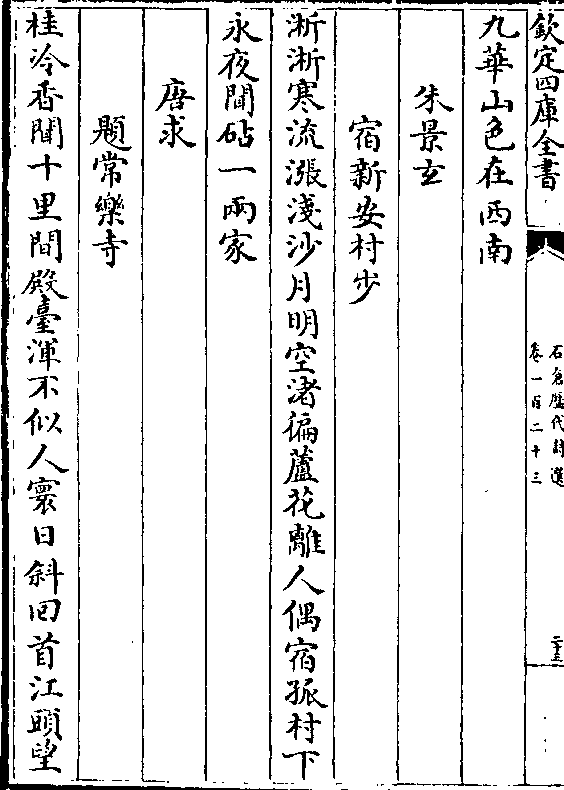 欽定四庫全書
石倉歷代詩選
卷一百二十三
二十五
九華山色在西南
朱景玄
宿新安村步
淅淅寒流漲淺沙月明空渚徧蘆花離人偶宿孤村下
永夜聞砧一兩家
唐求
題常樂寺
桂冷香聞十里間殿臺渾不似人寰日斜回首江頭望